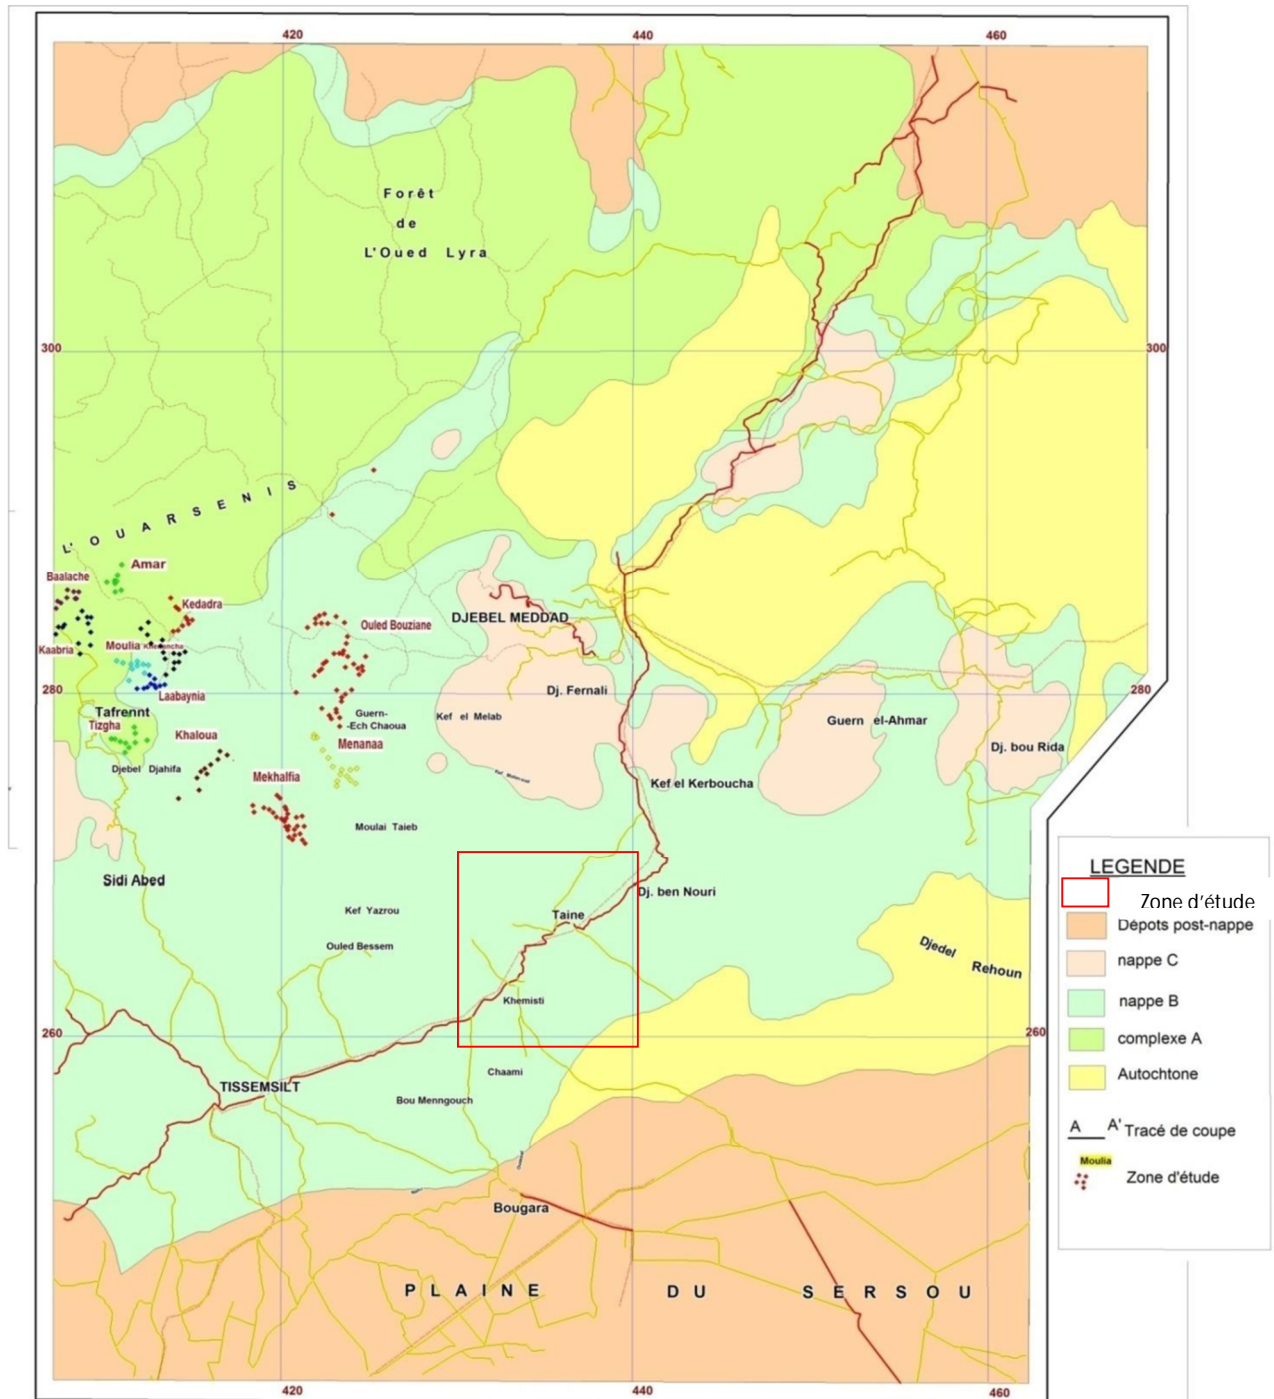 420
440
460
Forêt
de
L'Oued Lyra
300
300
L'OUARSENIS
Amar
Baalache
Kedadra
DJEBEL MEDDAD
Ouled Bouziane
Moulia
Kaabria
280
Laabaynia
Dj. Fernali
280
Tafrennt
Tizgha
Guern-
-Ech Chaoua
Kef el Melab
Guern el-Ahmar
Khaloua
Menanaa
Dj. bou Rida
Djebel Djahifa
Mekhalfia
Kef el Kerboucha
Moulai Taieb
Sidi Abed
Dj. ben Nouri
Kef Yazrou
Taine
Ouled Bessem
Djedel Rehoun
Khemisti
260
260
Chaami
TISSEMSILT
Bou Menngouch
Bougara
PLAINE DU SERSOU
420
440
460
LEGENDE
Zone d'étude
Dépots post-nappe
nappe C
nappe B
complexe A
Autochtone
A A' Tracé de coupe
Moulia
Zone d'étude